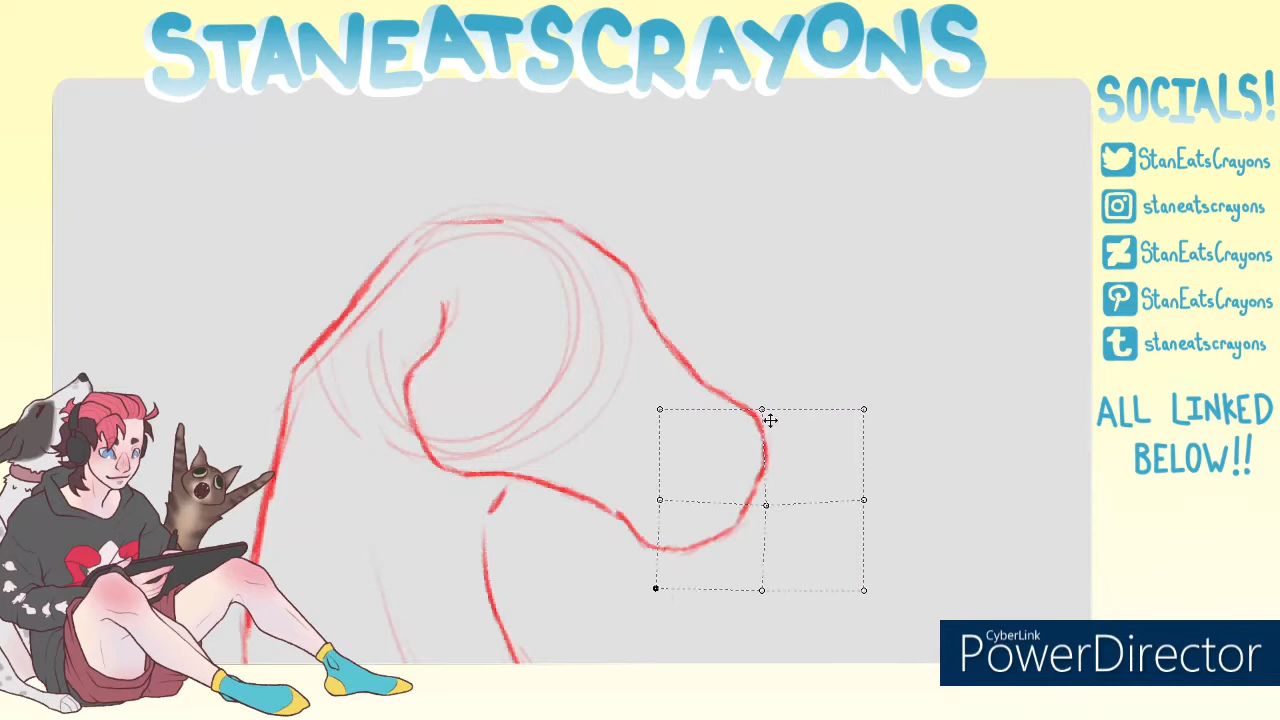 STANEATSCRAYONS
SOCIALS!
StanEatsCrayons
staneatscrayons
StanEatsCrayons
StanEatsCrayons
staneatscrayons
ALL LINKED
BELOW!!
CyberLink
PowerDirector